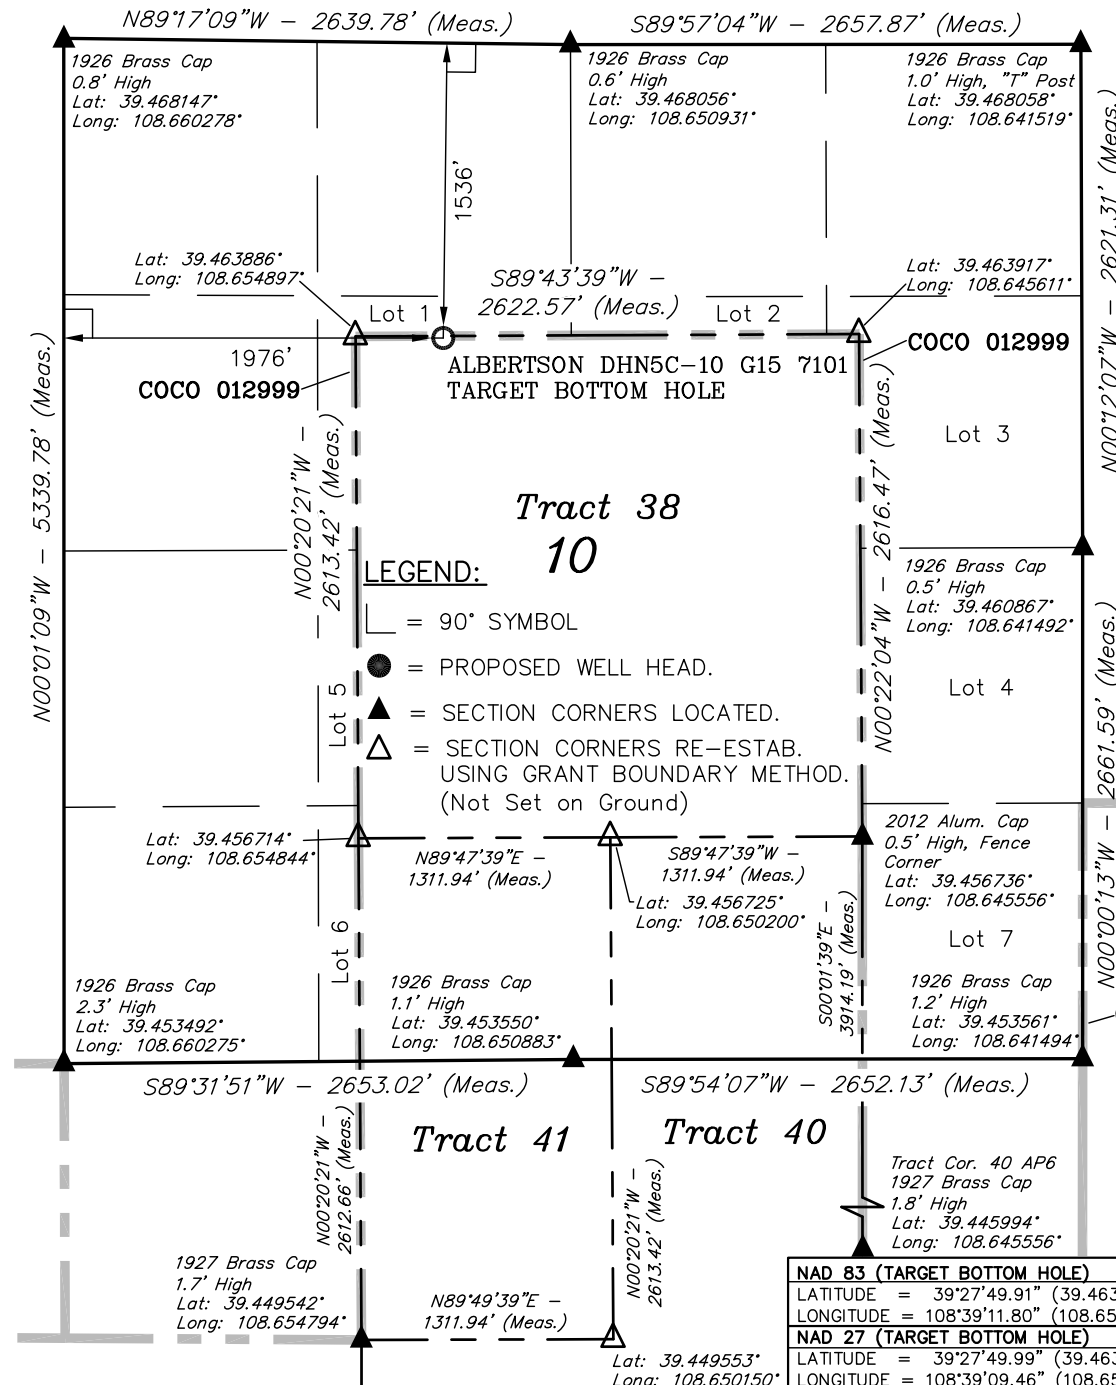 N89°17'09"W - 2639.78' (Meas.)
S89°57'04"W - 2657.87' (Meas.)
1926 Brass Cap
0.8' High
Lat: 39.468147°
Long: 108.660278°
1926 Brass Cap
0.6' High
Lat: 39.468056°
Long: 108.650931°
1926 Brass Cap
1.0' High, "T" Post
Lat: 39.468058°
Long: 108.641519°
N00°12'07"W - 2621.31' (Meas.)
1536'
Lat: 39.463886°
Long: 108.654897°
S89°43'39"W -
2622.57' (Meas.)
Lat: 39.463917°
Long: 108.645611°
Lot 1
Lot 2
1976'
COCO 012999
COCO 012999
ALBERTSON DHN5C-10 G15 7101
TARGET BOTTOM HOLE
N00°01'09"W - 5339.78' (Meas.)
N00°20'21"W -
2613.42' (Meas.)
N00°22'04"W - 2616.47' (Meas.)
Lot 3
Tract 38
10
LEGEND:
= 90° SYMBOL
= PROPOSED WELL HEAD.
= SECTION CORNERS LOCATED.
= SECTION CORNERS RE-ESTAB.
USING GRANT BOUNDARY METHOD.
(Not Set on Ground)
1926 Brass Cap
0.5' High
Lat: 39.460867°
Long: 108.641492°
Lot 4
Lot 5
N00°00'13"W - 2661.59' (Meas.)
Lat: 39.456714°
Long: 108.654844°
N89°47'39"E -
1311.94' (Meas.)
S89°47'39"W -
1311.94' (Meas.)
2012 Alum. Cap
0.5' High, Fence
Corner
Lat: 39.456736°
Long: 108.645556°
Lat: 39.456725°
Long: 108.650200°
Lot 6
S00°01'39"E -
3914.19' (Meas.)
Lot 7
1926 Brass Cap
2.3' High
Lat: 39.453492°
Long: 108.660275°
1926 Brass Cap
1.1' High
Lat: 39.453550°
Long: 108.650883°
1926 Brass Cap
1.2' High
Lat: 39.453561°
Long: 108.641494°
S89°31'51"W - 2653.02' (Meas.)
S89°54'07"W - 2652.13' (Meas.)
Tract 41
Tract 40
N00°20'21"W -
2612.66' (Meas.)
N00°20'21"W -
2613.42' (Meas.)
Tract Cor. 40 AP6
1927 Brass Cap
1.8' High
Lat: 39.445994°
Long: 108.645556°
1927 Brass Cap
1.7' High
Lat: 39.449542°
Long: 108.654794°
N89°49'39"E -
1311.94' (Meas.)
Lat: 39.449553°
Long: 108.650150°
NAD 83 (TARGET BOTTOM HOLE)
LATITUDE = 39°27'49.91" (39.463
LONGITUDE = 108°39'11.80" (108.65
NAD 27 (TARGET BOTTOM HOLE)
LATITUDE = 39°27'49.99" (39.463
LONGITUDE = 108°39'09.46" (108.65